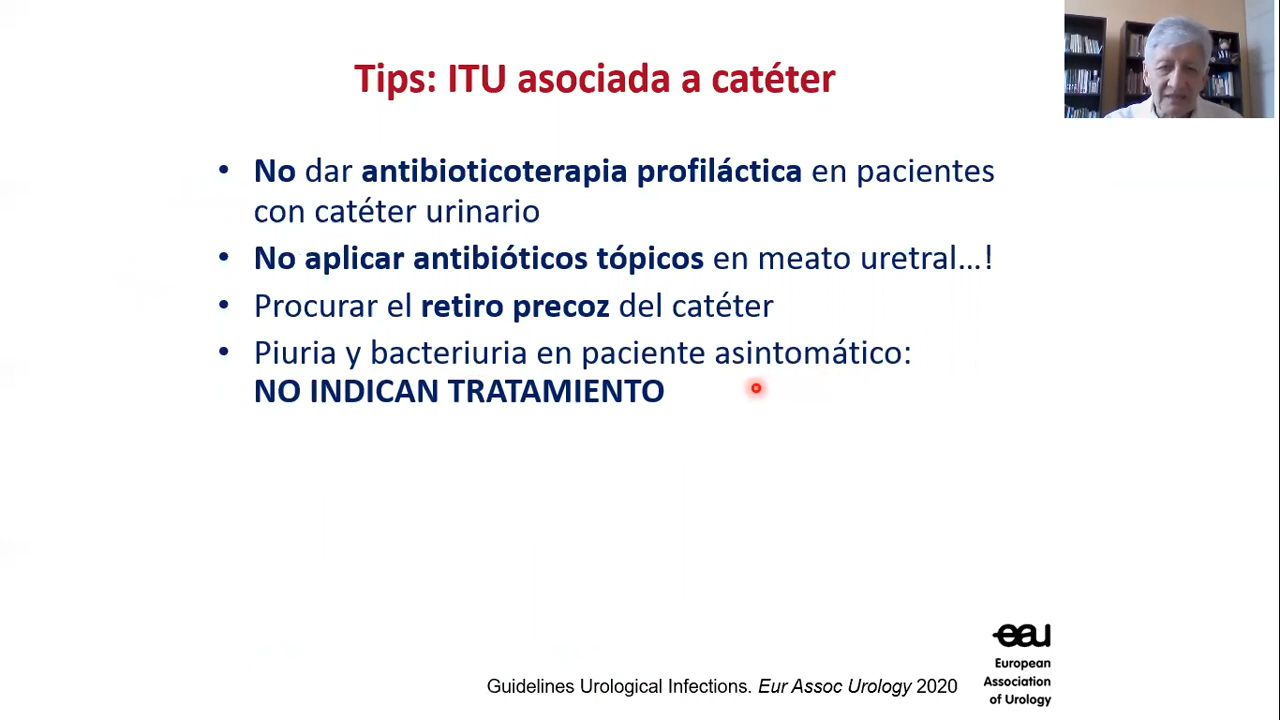 Tips: ITU asociada a catéter
• No dar antibioticoterapia profiláctica en pacientes
con catéter urinario
• No aplicar antibióticos tópicos en meato uretral...!
• Procurar el retiro precoz del catéter
• Piuria y bacteriuria en paciente asintomático:
NO INDICAN TRATAMIENTO
eau
European
Association
of Urology
Guidelines Urological Infections. Eur Assoc Urology 2020